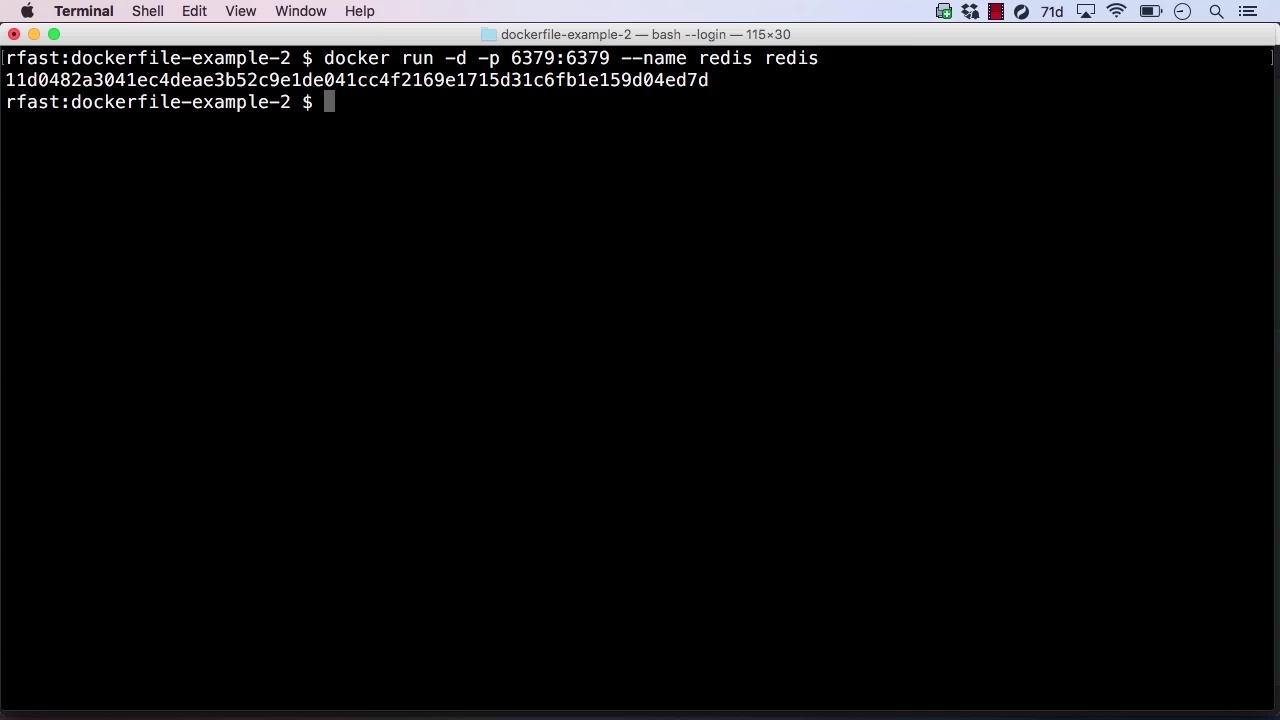 Terminal Shell Edit View Window Help 71d
dockerfile-example-2 — bash --login — 115×30
rfast:dockerfile-example-2 $ docker run -d -p 6379:6379 --name redis redis
11d0482a3041ec4deae3b52c9e1de041cc4f2169e1715d31c6fb1e159d04ed7d
rfast:dockerfile-example-2 $